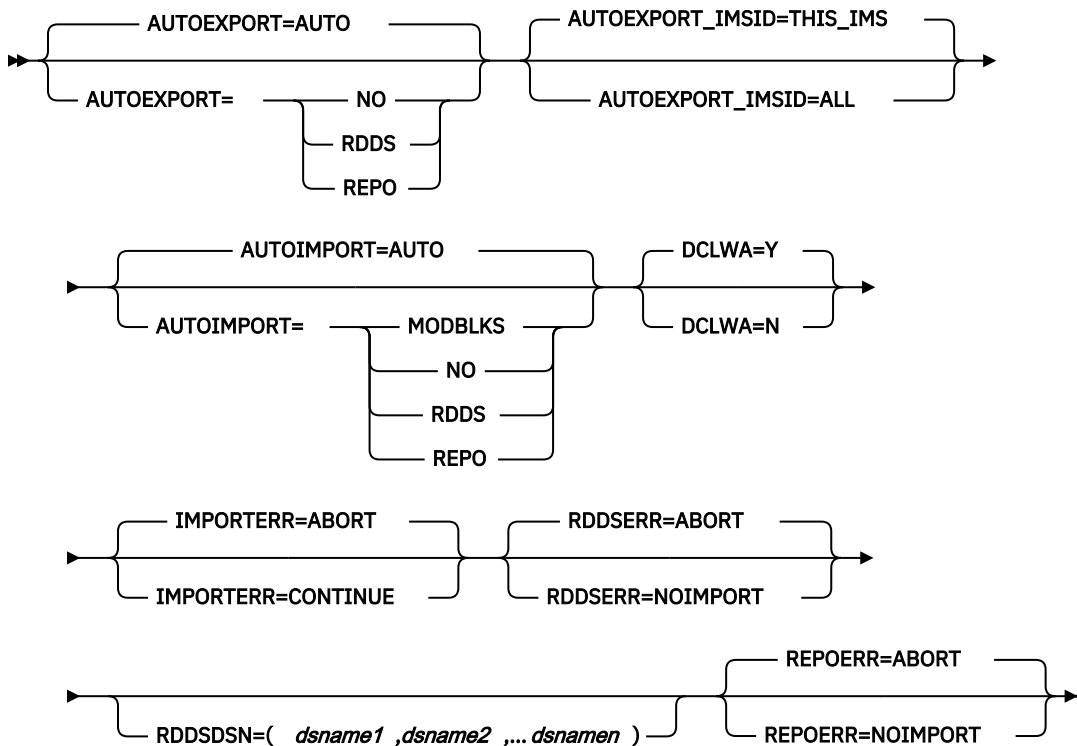 AUTOEXPORT=AUTO
AUTOEXPORT=
NO
RDDS
REPO
AUTOEXPORT_IMSID=THIS_IMS
AUTOEXPORT_IMSID=ALL
AUTOIMPORT=AUTO
AUTOIMPORT=
MODBLKS
NO
RDDS
REPO
DCLWA=Y
DCLWA=N
IMPORTERR=ABORT
IMPORTERR=CONTINUE
RDDSERR=ABORT
RDDSERR=NOIMPORT
RDDSDSN=( dsname1 ,dsname2 ,... dsnamen )
REPOERR=ABORT
REPOERR=NOIMPORT